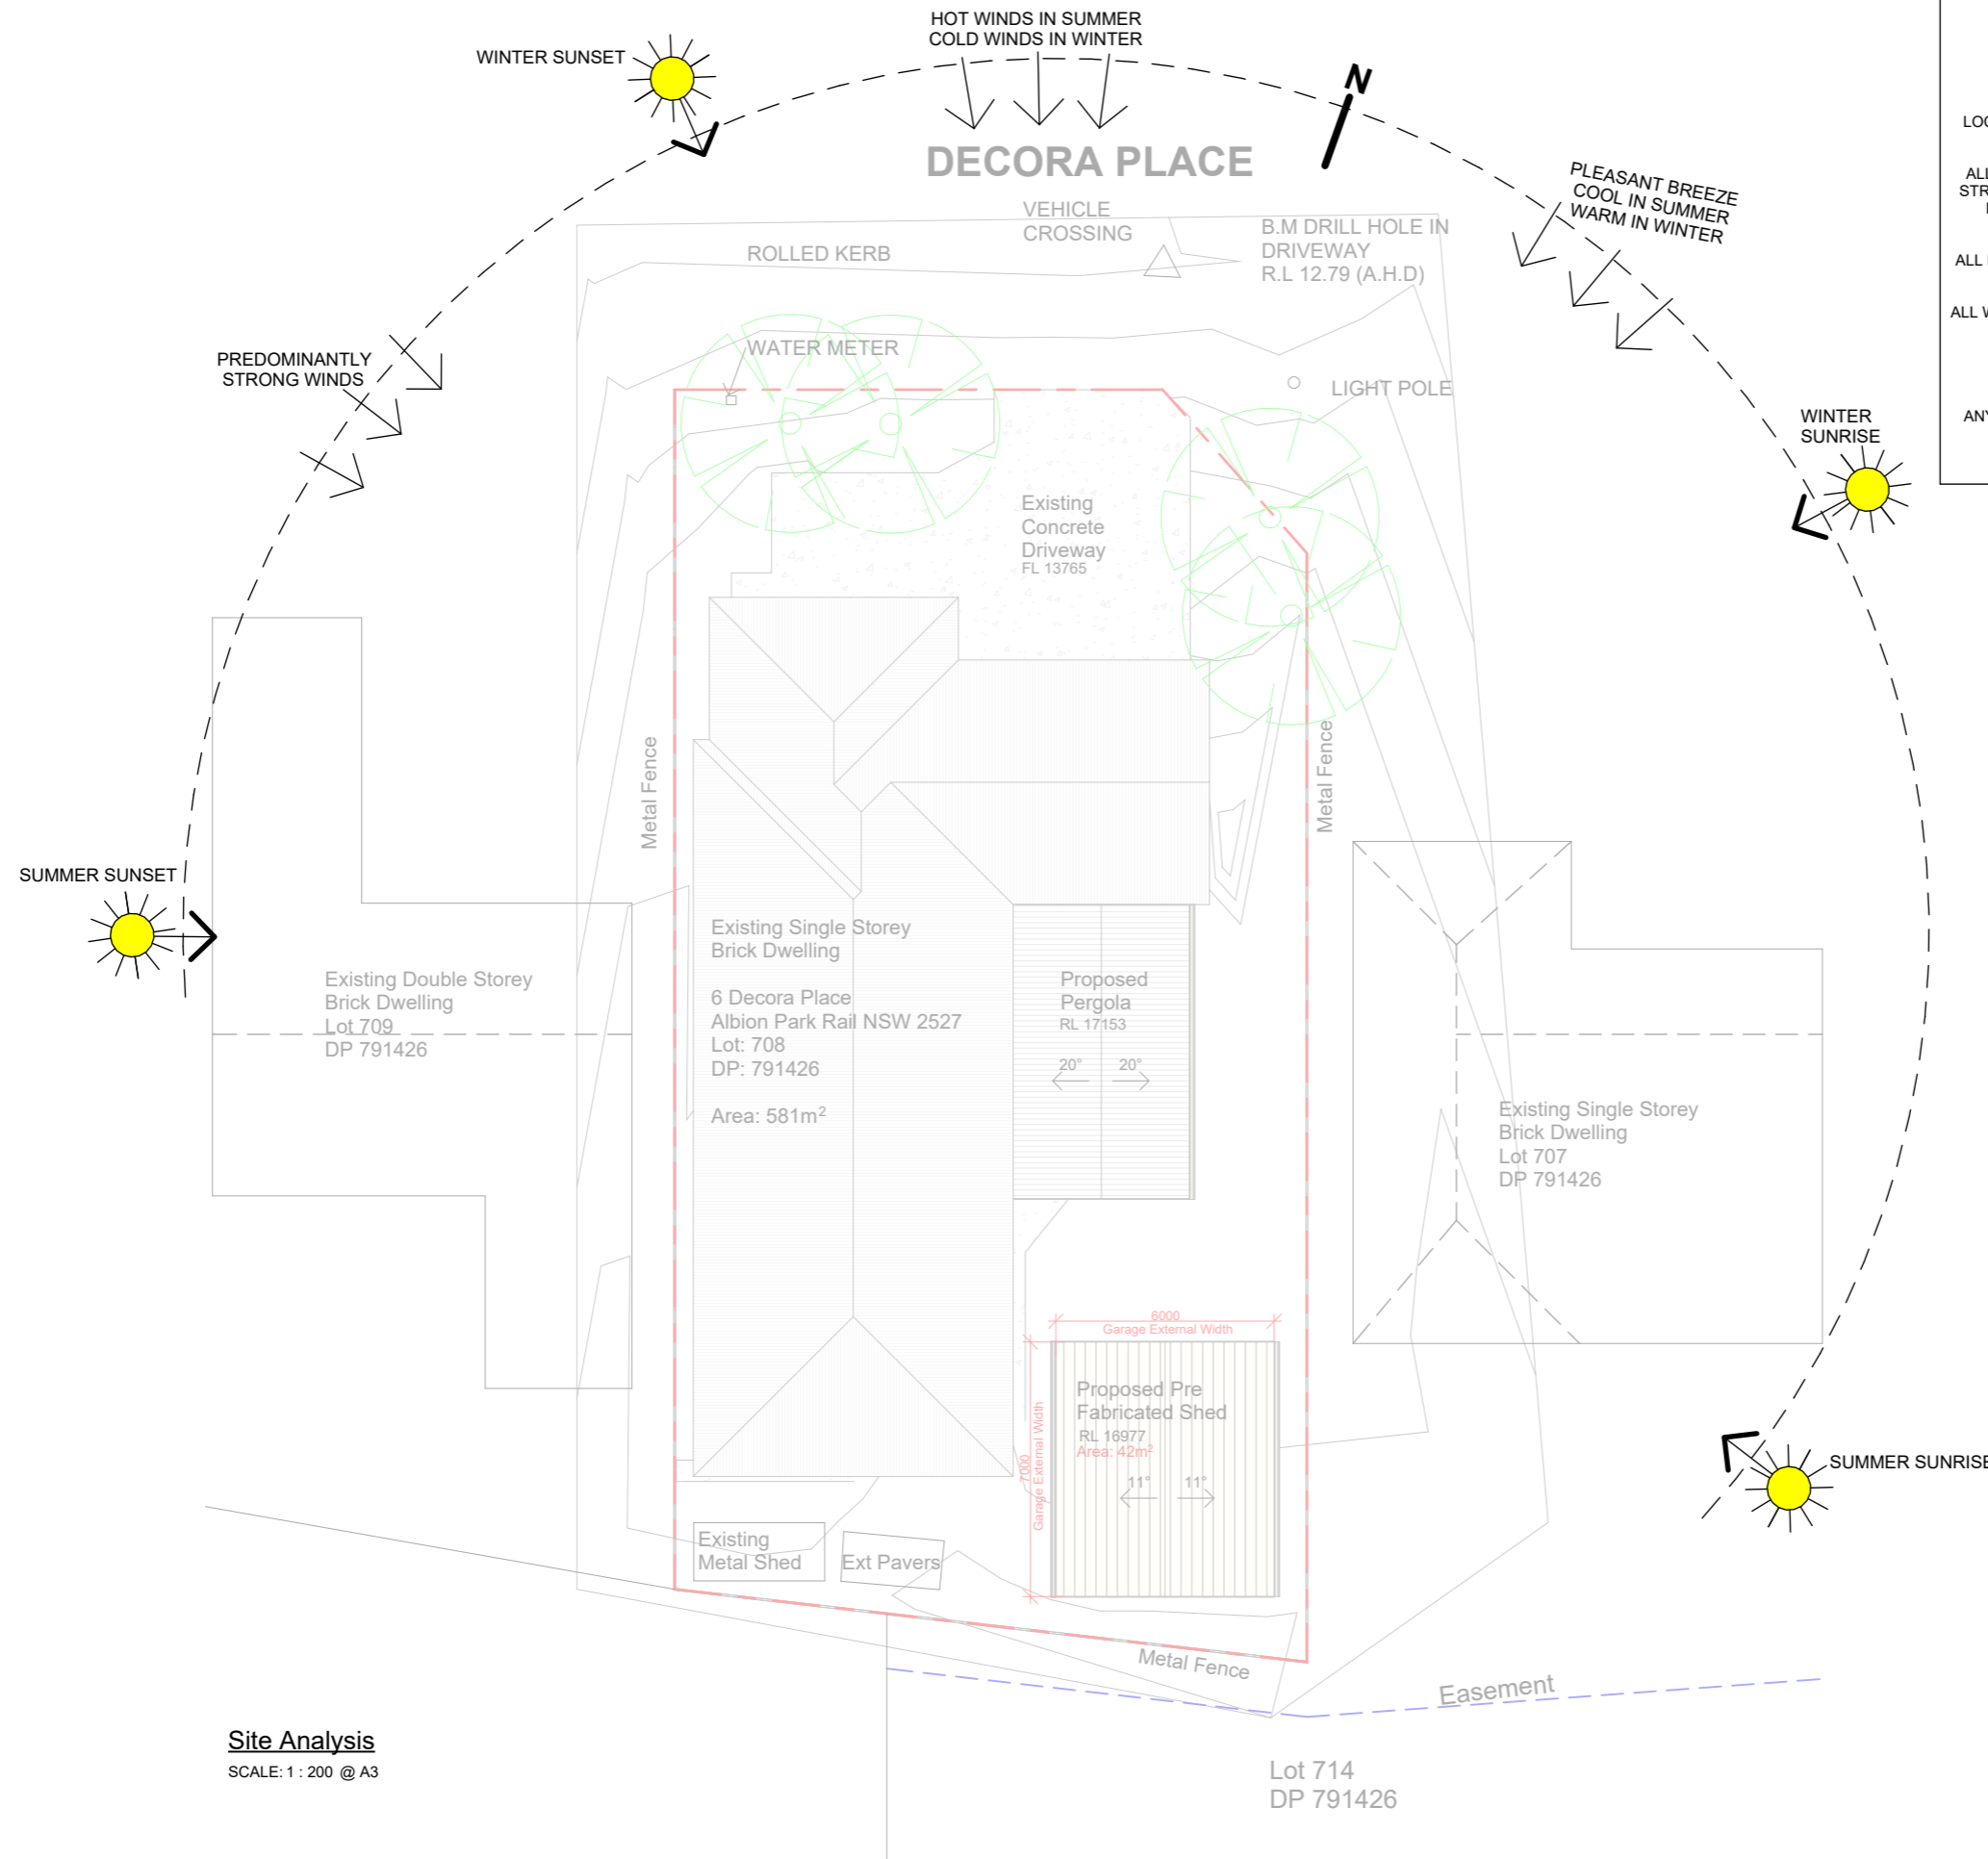 HOT WINDS IN SUMMER
COLD WINDS IN WINTER
WINTER SUNSET
N
DECORA PLACE
PLEASANT BREEZE
COOL IN SUMMER
WARM IN WINTER
VEHICLE
CROSSING
B.M DRILL HOLE IN
DRIVEWAY
R.L 12.79 (A.H.D)
ROLLED KERB
WATER METER
PREDOMINANTLY
STRONG WINDS
LIGHT POLE
WINTER
SUNRISE
Existing
Concrete
Driveway
FL 13765
Metal Fence
Metal Fence
SUMMER SUNSET
Existing Single Storey
Brick Dwelling
6 Decora Place
Albion Park Rail NSW 2527
Lot: 708
DP: 791426
Area: 581m²
Existing Double Storey
Brick Dwelling
Lot 709
DP 791426
Proposed
Pergola
RL 17153
20°
20°
Existing Single Storey
Brick Dwelling
Lot 707
DP 791426
6000
Garage External Width
7000
Garage External Width
Proposed Pre
Fabricated Shed
RL 16977
Area: 42m²
11°
11°
SUMMER SUNRISE
Existing
Metal Shed
Ext Pavers
Metal Fence
Easement
Site Analysis
SCALE: 1 : 200 @ A3
Lot 714
DP 791426
ALL
ALL